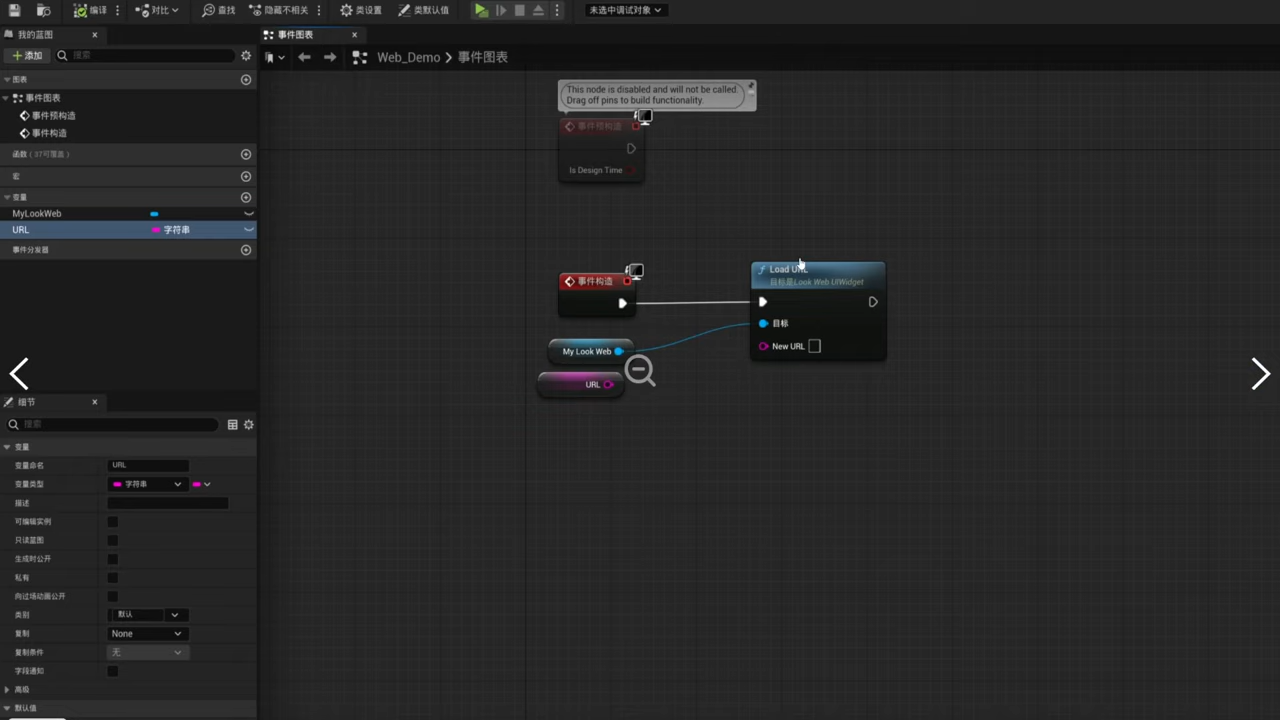 编译
对比
查找
隐藏不相关
类设置
类默认值
未选中调试对象
我的蓝图
事件图表
添加
搜索
Web_Demo
事件图表
图表
事件图表
事件预构造
事件构造
函数（37可覆盖）
宏
变量
MyLookWeb
URL
字符串
事件分发器
This node is disabled and will not be called.
Drag off pins to build functionality.
事件预构造
Is Design Time
事件构造
Load URL
目标是Look Web UIWidget
目标
New URL
My Look Web
URL
细节
搜索
变量
变量命名
URL
变量类型
字符串
描述
可编辑实例
只读蓝图
生成时公开
私有
向过场动画公开
类别
默认
复制
None
复制条件
无
字段通知
高级
默认值